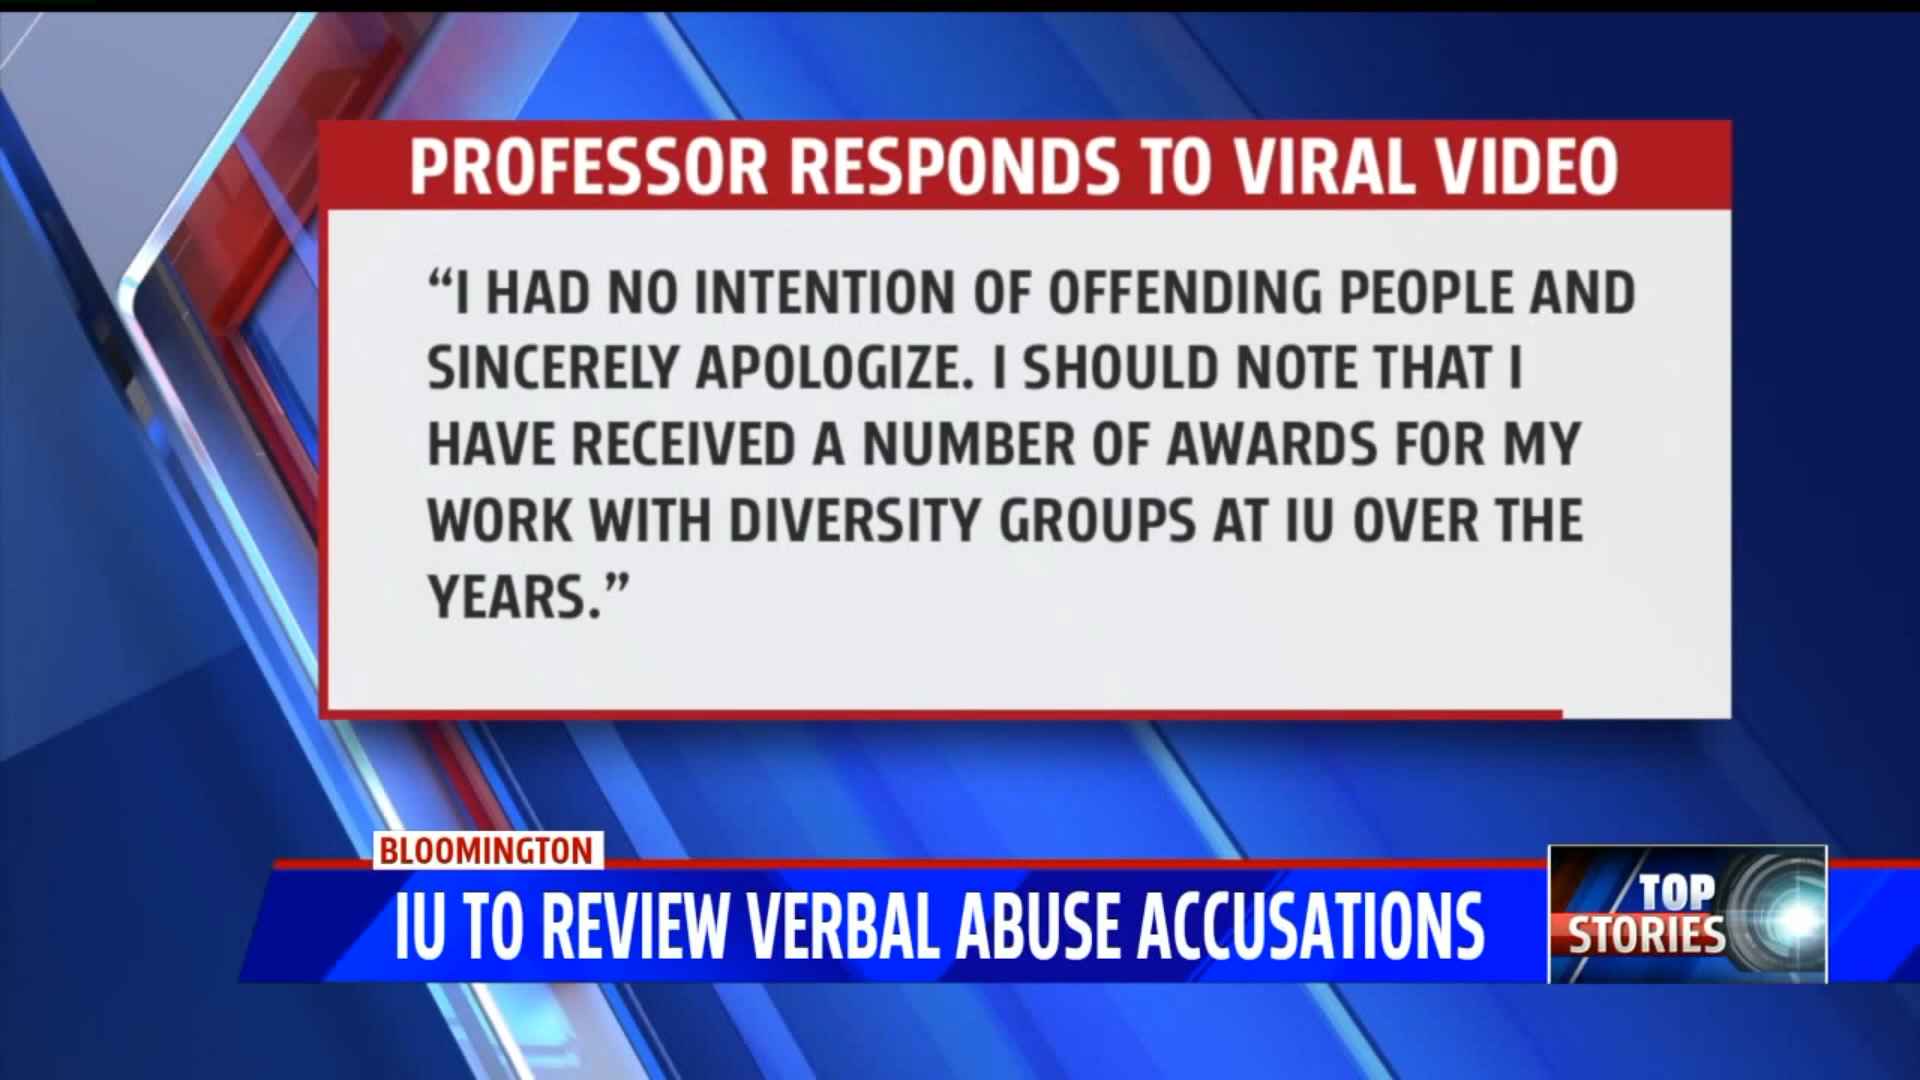 PROFESSOR RESPONDS TO VIRAL VIDEO
“I HAD NO INTENTION OF OFFENDING PEOPLE AND
SINCERELY APOLOGIZE. I SHOULD NOTE THAT I
HAVE RECEIVED A NUMBER OF AWARDS FOR MY
WORK WITH DIVERSITY GROUPS AT IU OVER THE
YEARS.”
BLOOMINGTON
IU TO REVIEW VERBAL ABUSE ACCUSATIONS
TOP
STORIES